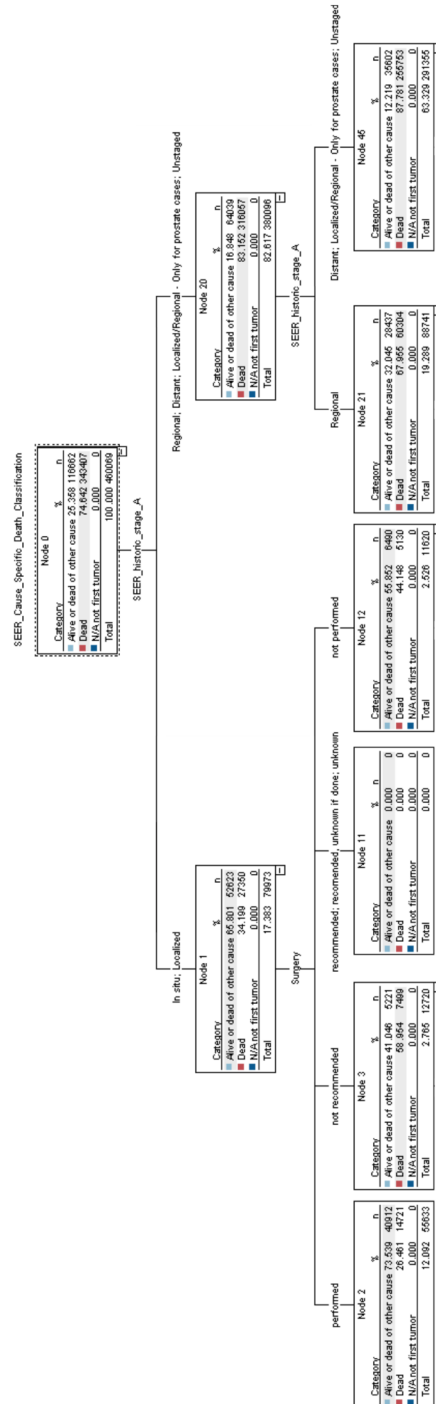 SEER_Cause_Specific_Death_Classification
Node 0
Category % n
Alive or dead of other cause 25.358 116662
Dead 74.642 343407
N/A not first tumor 0.000 0
Total 100.000 460069
SEER_historic_stage_A
In situ; Localized
Regional; Distant; Localized/Regional - Only for prostate cases; Unstaged
Node 1
Category % n
Alive or dead of other cause 65.801 52623
Dead 34.199 27350
N/A not first tumor 0.000 0
Total 17.383 79973
Node 20
Category % n
Alive or dead of other cause 16.848 64039
Dead 83.152 316057
N/A not first tumor 0.000 0
Total 82.617 380096
Surgery
SEER_historic_stage_A
performed
not recommended
recommended; recomended, unknown if done; unknown
not performed
Regional
Distant; Localized/Regional - Only for prostate cases; Unstaged
Node 2
Category % n
Alive or dead of other cause 73.539 40912
Dead 26.461 14721
N/A not first tumor 0.000 0
Total 12.092 55633
Node 3
Category % n
Alive or dead of other cause 41.046 5221
Dead 58.954 7499
N/A not first tumor 0.000 0
Total 2.765 12720
Node 11
Category % n
Alive or dead of other cause 0.000 0
Dead 0.000 0
N/A not first tumor 0.000 0
Total 0.000 0
Node 12
Category % n
Alive or dead of other cause 55.852 6490
Dead 44.148 5130
N/A not first tumor 0.000 0
Total 2.526 11620
Node 21
Category % n
Alive or dead of other cause 32.045 28437
Dead 67.955 60304
N/A not first tumor 0.000 0
Total 19.289 88741
Node 45
Category % n
Alive or dead of other cause 12.219 35602
Dead 87.781 255753
N/A not first tumor 0.000 0
Total 63.329 291355